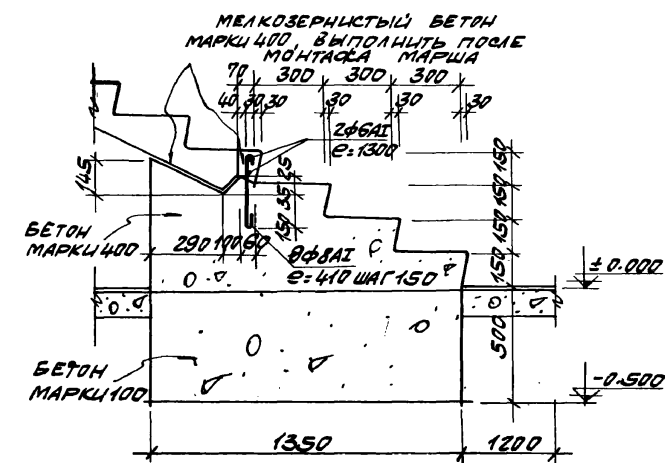 МЕЛКОЗЕРНИСТЫЙ БЕТОН
МАРКИ 400, ВЫПОЛНИТЬ ПОСЛЕ
МОНТАЖА МАРША
70 300 300 300
40 30 30 30 30 30
2ф6АI
е=1300
145
25
35
150
150
150
150
150
БЕТОН
МАРКИ 400
290 100 60
8ф8АI
е=410 ШАГ 150
±0.000
500
БЕТОН
МАРКИ 100
-0.500
1350 1200